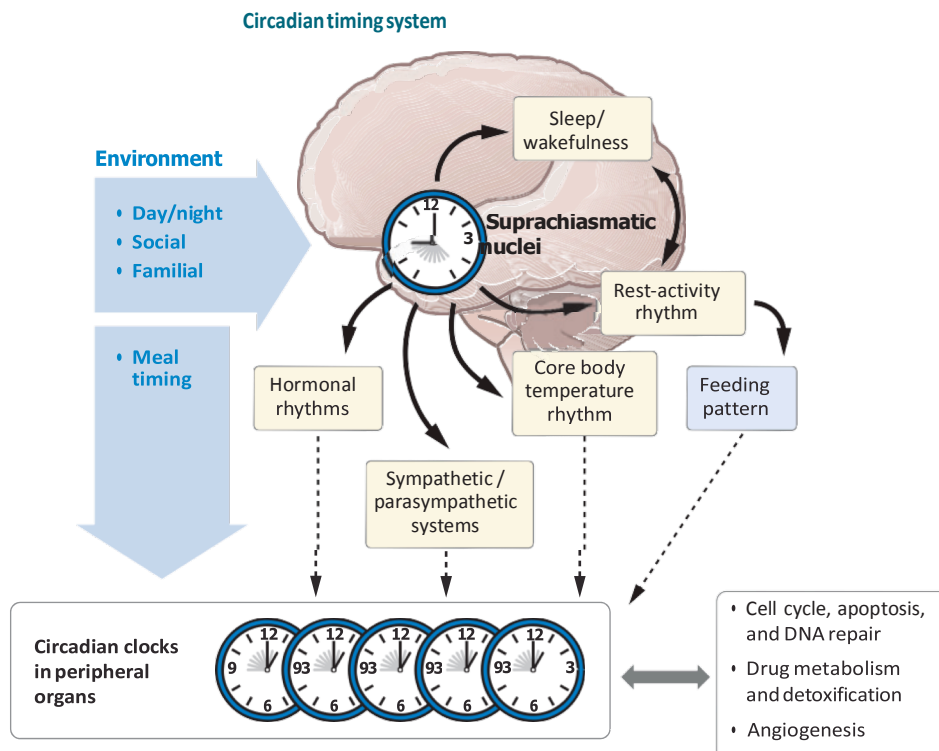 Circadian timing system
Environment
• Day/night
• Social
• Familial
• Meal
timing
Sleep/
wakefulness
12
3
Suprachiasmatic
nuclei
Rest-activity
rhythm
Hormonal
rhythms
Core body
temperature
rhythm
Feeding
pattern
Sympathetic /
parasympathetic
systems
Circadian clocks
in peripheral
organs
12 12 12 12 12
9 93 93 93 93 3
6 6 6 6 6
• Cell cycle, apoptosis,
and DNA repair
• Drug metabolism
and detoxification
• Angiogenesis